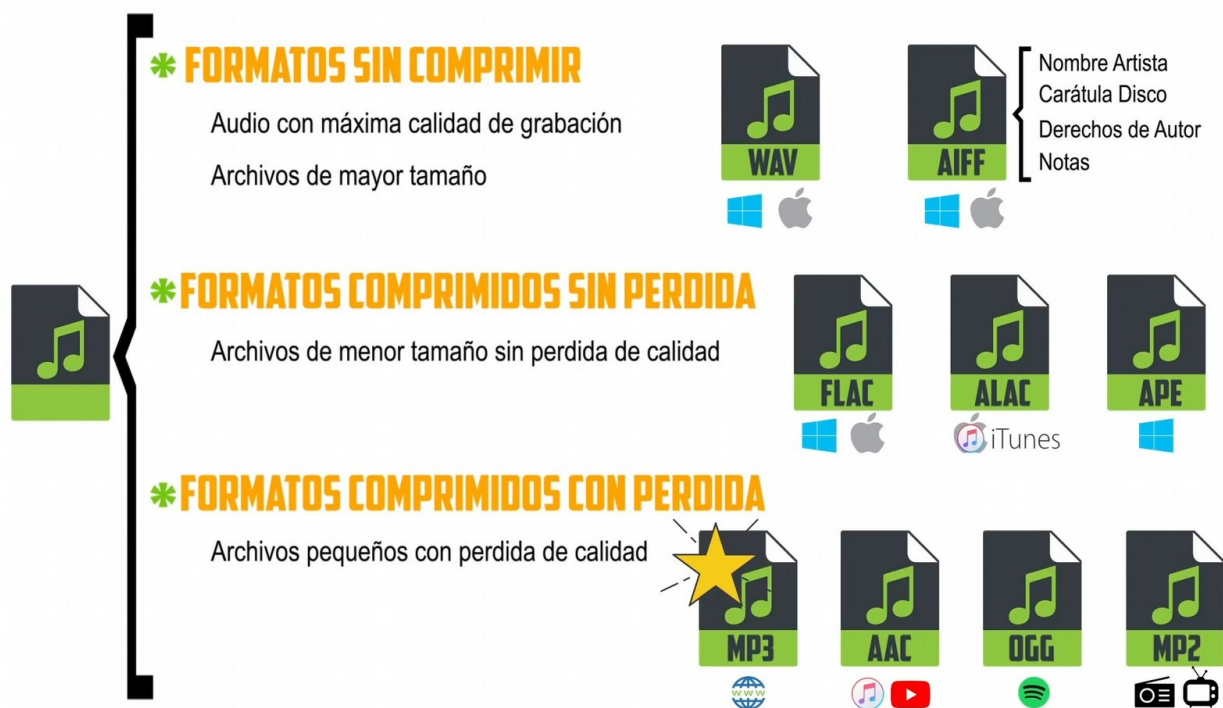 * FORMATOS SIN COMPRIMIR
Audio con máxima calidad de grabación
Archivos de mayor tamaño
WAV
AIFF
Nombre Artista
Carátula Disco
Derechos de Autor
Notas
*FORMATOS COMPRIMIDOS SIN PERDIDA
Archivos de menor tamaño sin perdida de calidad
FLAC
ALAC
APE
iTunes
*FORMATOS COMPRIMIDOS CON PERDIDA
Archivos pequeños con perdida de calidad
MP3
AAC
OGG
MP2
WWW